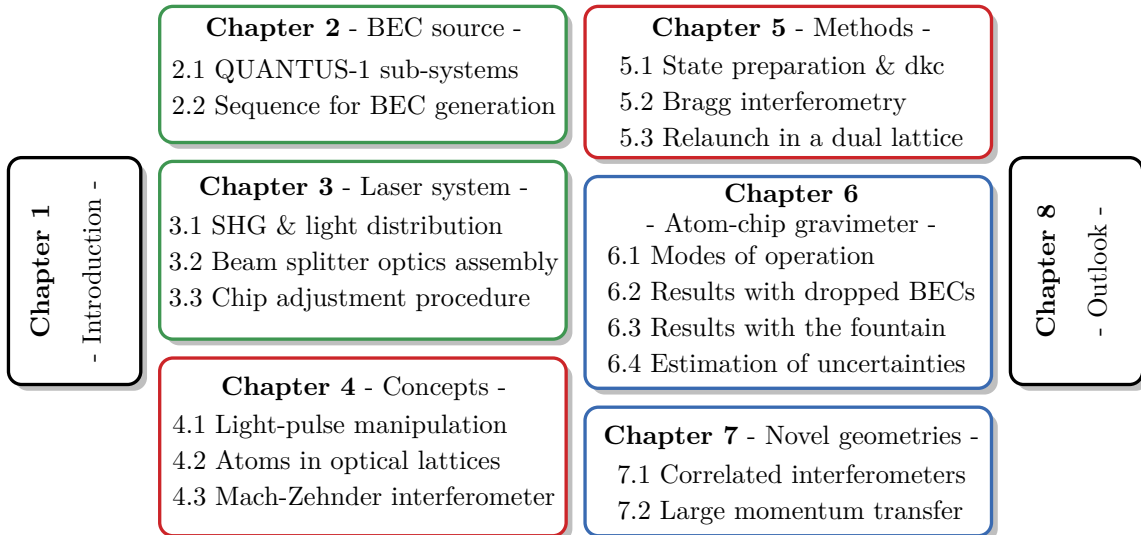 Chapter 1
- Introduction -
Chapter 2 - BEC source -
2.1 QUANTUS-1 sub-systems
2.2 Sequence for BEC generation
Chapter 3 - Laser system -
3.1 SHG & light distribution
3.2 Beam splitter optics assembly
3.3 Chip adjustment procedure
Chapter 4 - Concepts -
4.1 Light-pulse manipulation
4.2 Atoms in optical lattices
4.3 Mach-Zehnder interferometer
Chapter 5 - Methods -
5.1 State preparation & dkc
5.2 Bragg interferometry
5.3 Relaunch in a dual lattice
Chapter 6
- Atom-chip gravimeter -
6.1 Modes of operation
6.2 Results with dropped BECs
6.3 Results with the fountain
6.4 Estimation of uncertainties
Chapter 7 - Novel geometries -
7.1 Correlated interferometers
7.2 Large momentum transfer
Chapter 8
- Outlook -